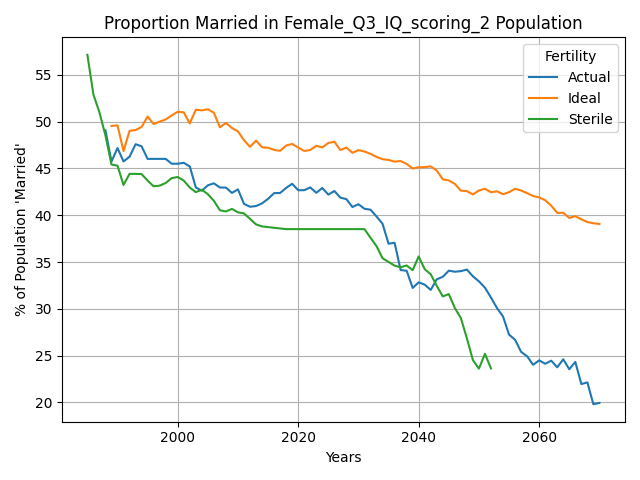 Proportion Married in Female_Q3_IQ_scoring_2 Population
Fertility
Actual
Ideal
Sterile
% of Population 'Married'
55
50
45
40
35
30
25
20
2000
2020
2040
2060
Years